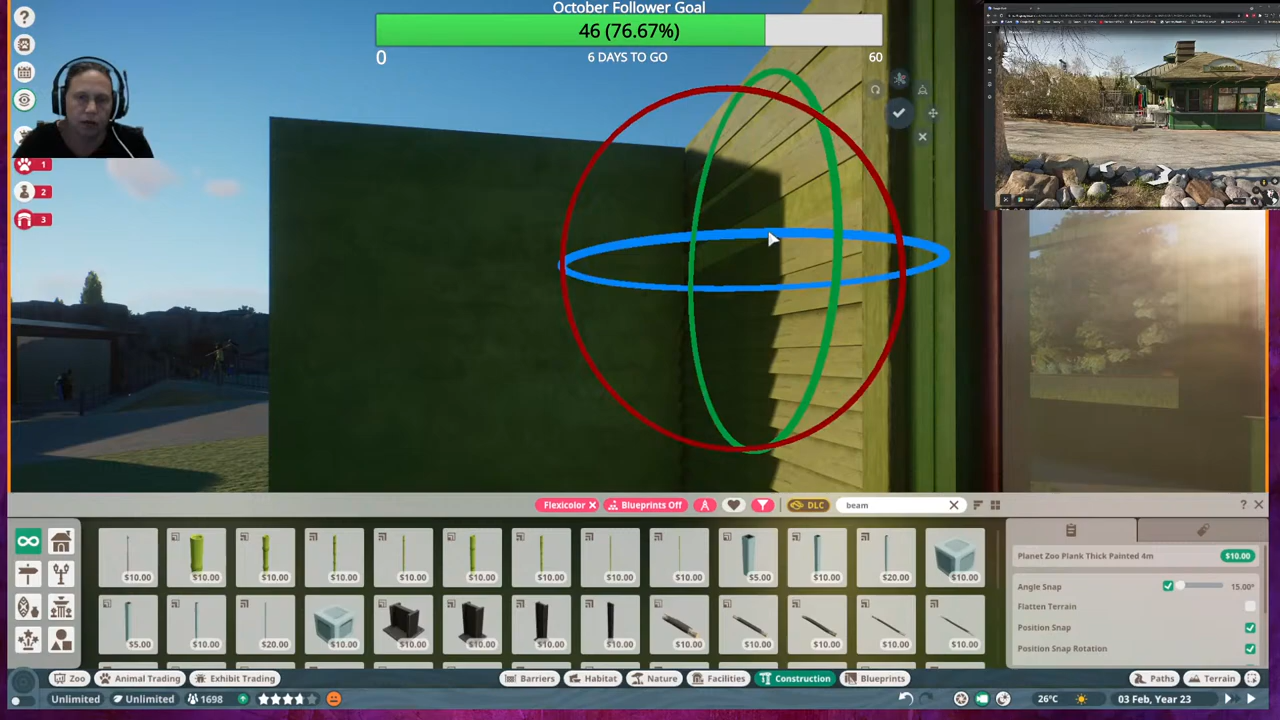 October Follower Goal
46 (76.67%)
0
6 DAYS TO GO
60
1
2
3
Flexicolor
Blueprints Off
DLC
beam
$10.00 $10.00 $10.00 $10.00 $10.00 $10.00 $10.00 $10.00 $10.00 $5.00 $10.00 $20.00 $10.00
$5.00 $10.00 $20.00 $10.00 $10.00 $10.00 $10.00 $10.00 $10.00 $10.00 $10.00 $10.00 $10.00
Planet Zoo Plank Thick Painted 4m
$10.00
Angle Snap
15.00°
Flatten Terrain
Position Snap
Position Snap Rotation
Zoo
Animal Trading
Exhibit Trading
Barriers
Habitat
Nature
Facilities
Construction
Blueprints
Paths
Terrain
Unlimited
Unlimited
1698
26°C
03 Feb, Year 23